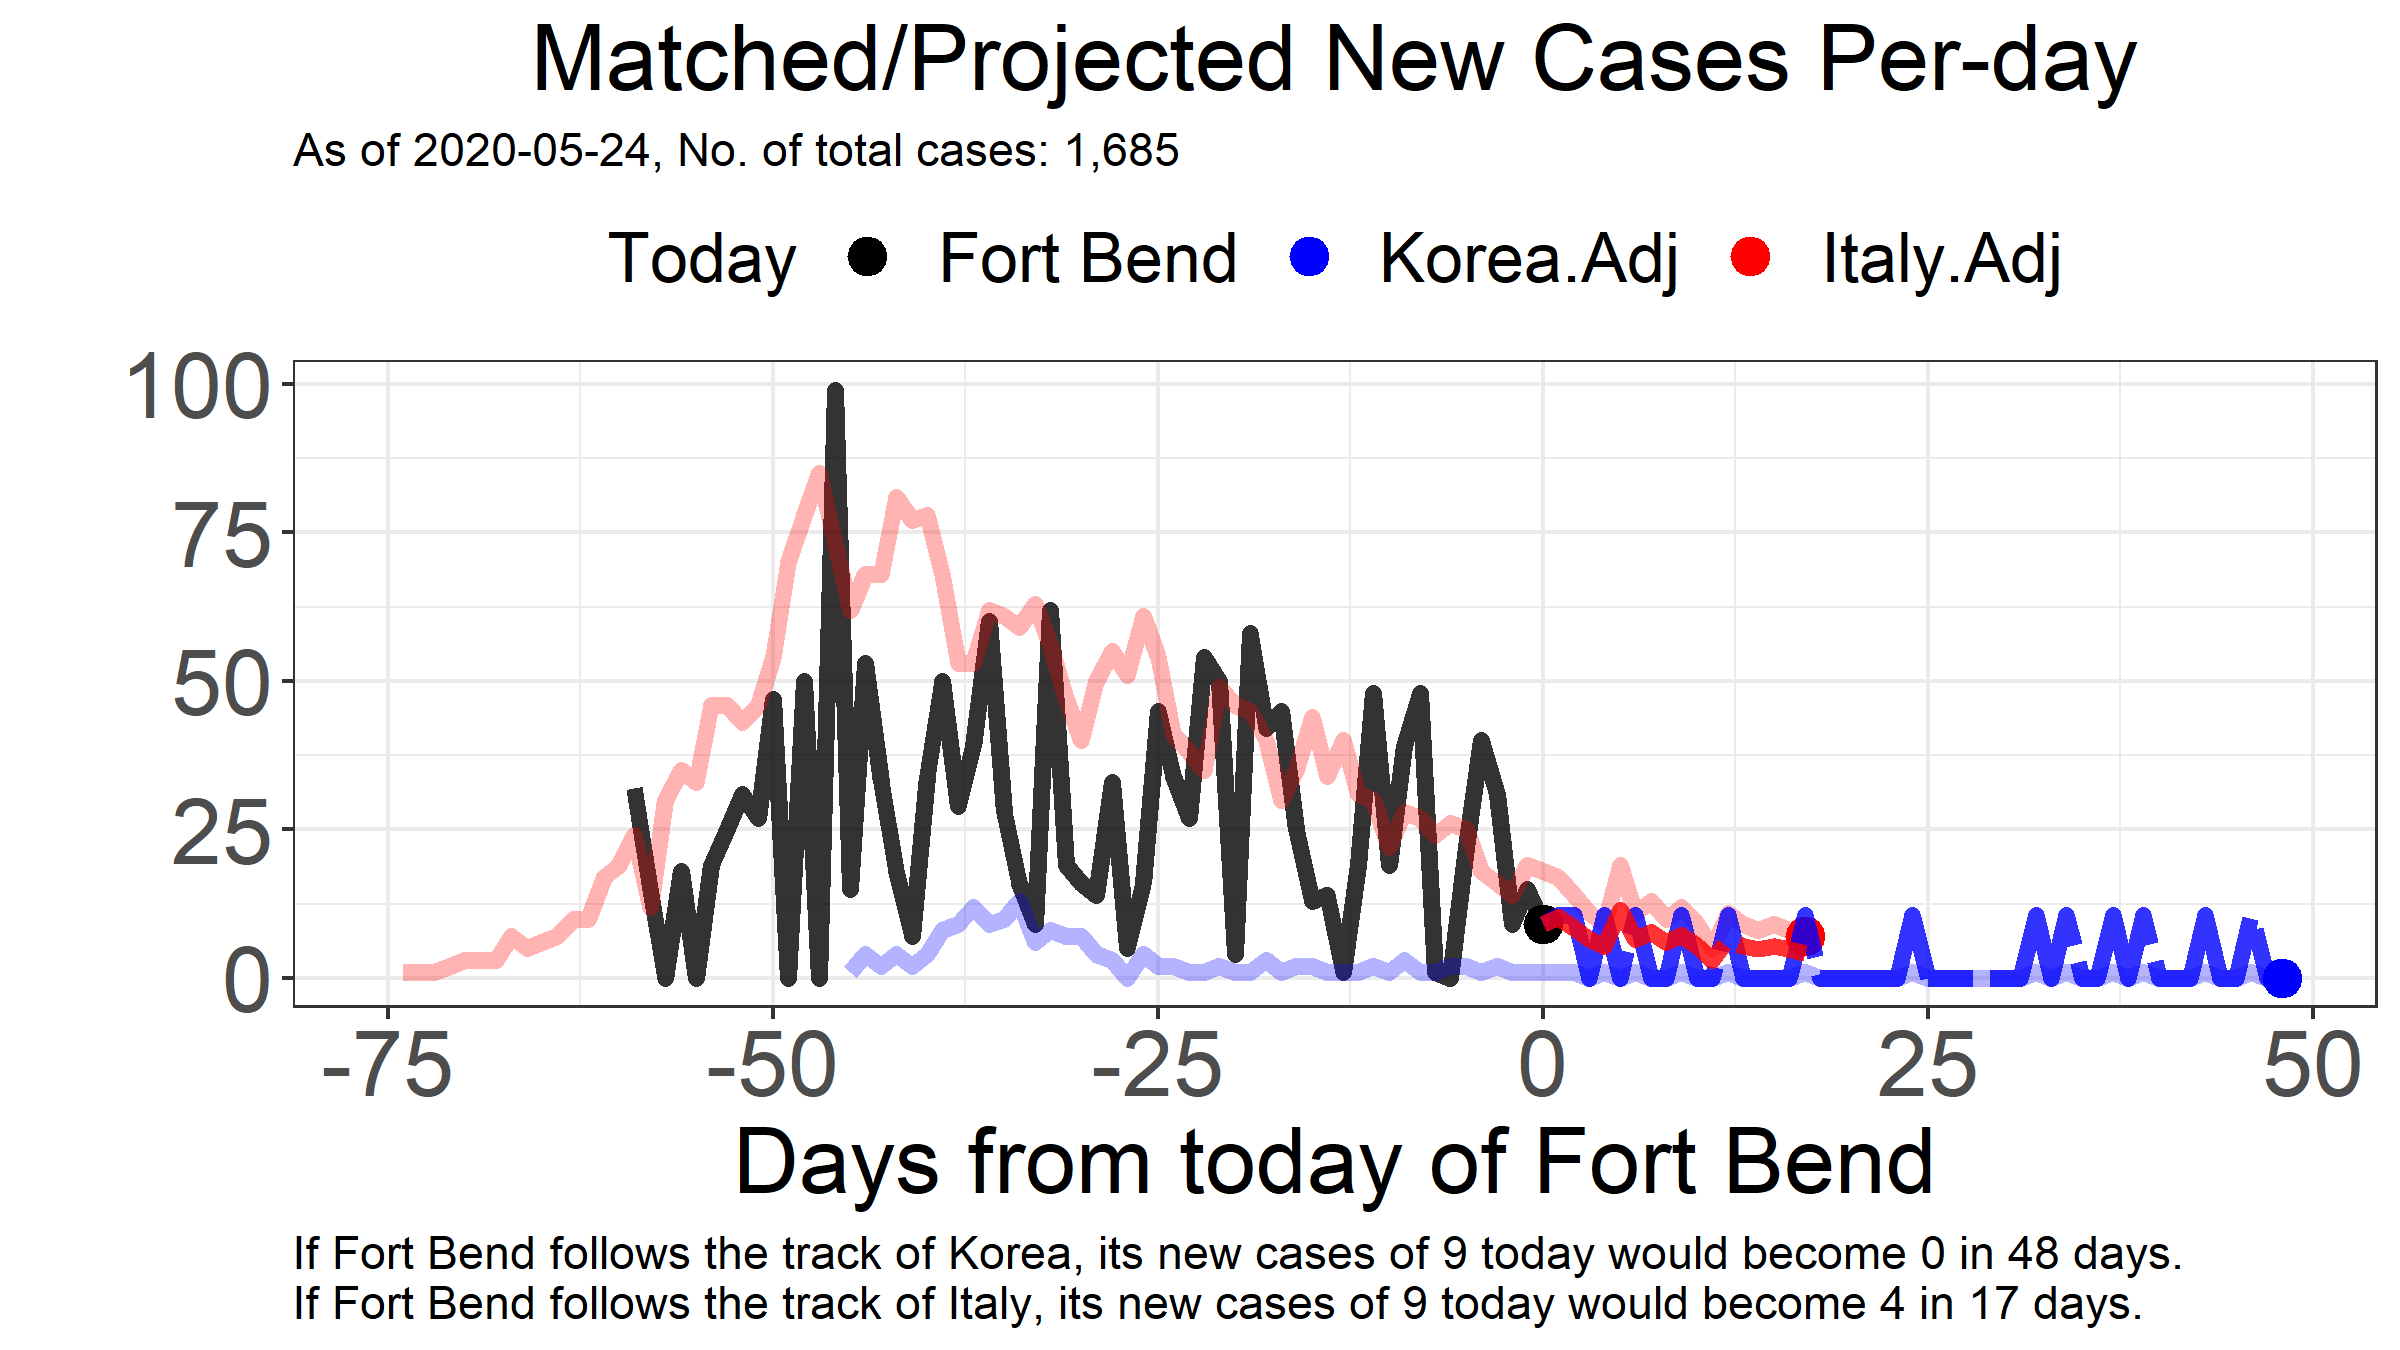 Matched/Projected New Cases Per-day
As of 2020-05-24, No. of total cases: 1,685
Today Fort Bend Korea.Adj Italy.Adj
100
75
50
25
0
-75 -50 -25 0 25 50
Days from today of Fort Bend
If Fort Bend follows the track of Korea, its new cases of 9 today would become 0 in 48 days.
If Fort Bend follows the track of Italy, its new cases of 9 today would become 4 in 17 days.